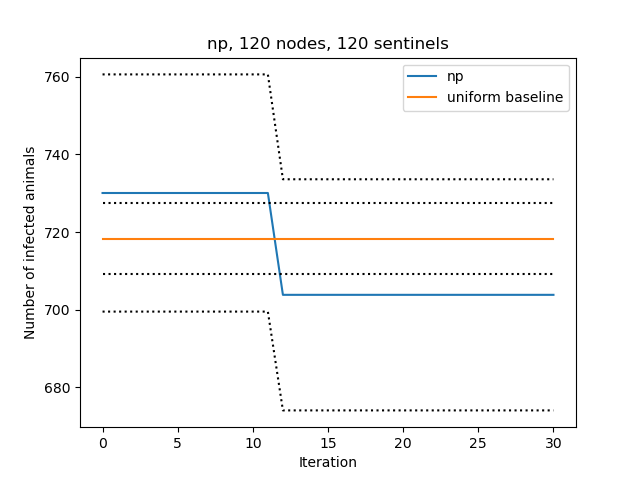 np, 120 nodes, 120 sentinels
np
uniform baseline
Number of infected animals
760
740
720
700
680
0 5 10 15 20 25 30
Iteration